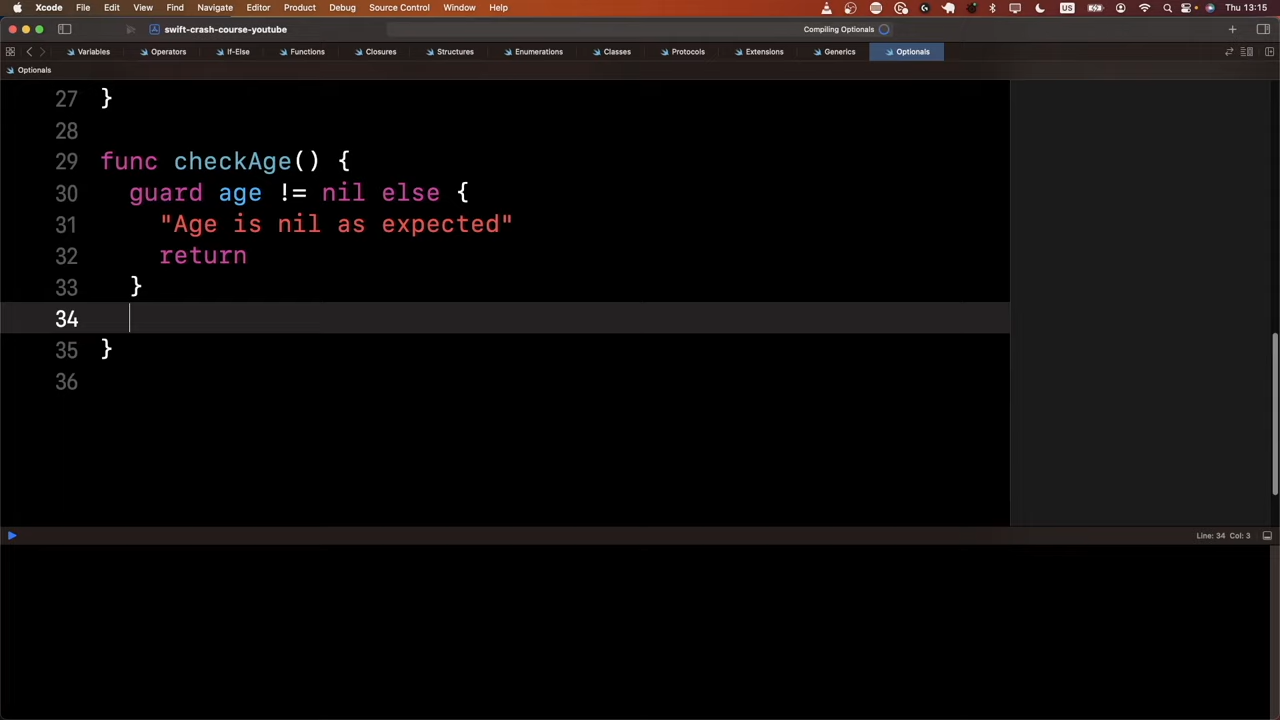 Xcode File Edit View Find Navigate Editor Product Debug Source Control Window Help US Thu 13:15
swift-crash-course-youtube Compiling Optionals
Variables Operators If-Else Functions Closures Structures Enumerations Classes Protocols Extensions Generics Optionals
Optionals
27 }
28
29 func checkAge() {
30 guard age != nil else {
31 "Age is nil as expected"
32 return
33 }
34
35 }
36
Line: 34 Col: 3